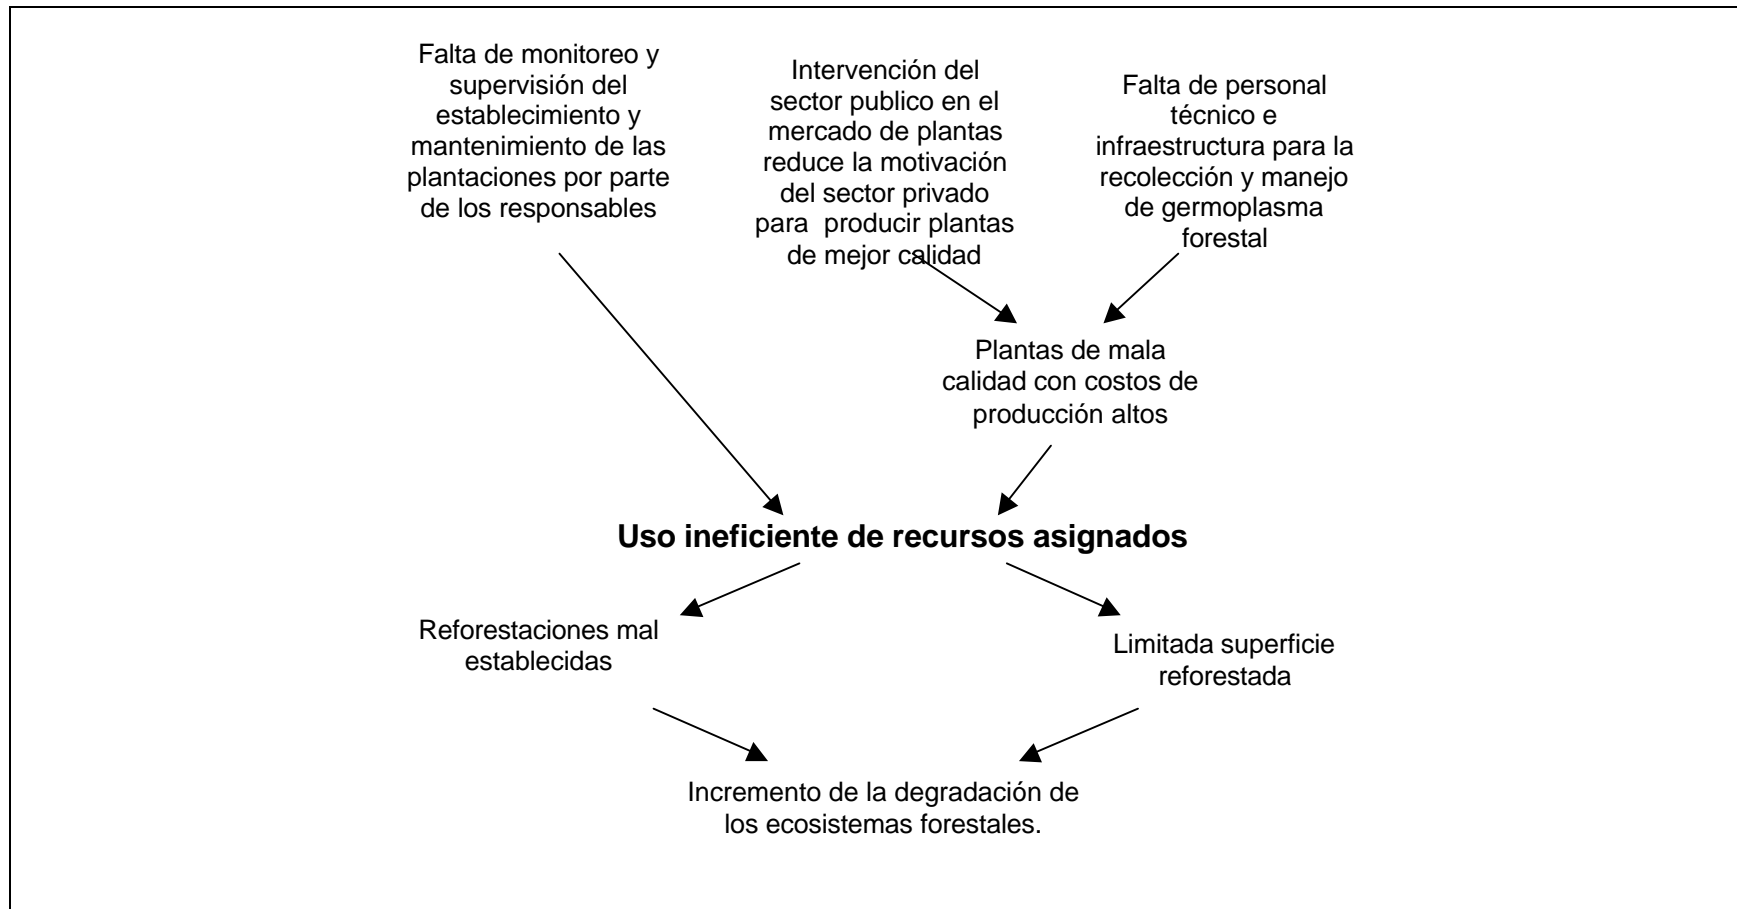 Falta de monitoreo y
supervisión del
establecimiento y
mantenimiento de las
plantaciones por parte
de los responsables
Intervención del
sector publico en el
mercado de plantas
reduce la motivación
del sector privado
para  producir plantas
de mejor calidad
Falta de personal
técnico e
infraestructura para la
recolección y manejo
de germoplasma
forestal
Plantas de mala
calidad con costos de
producción altos
Uso ineficiente de recursos asignados
Reforestaciones mal
establecidas
Limitada superficie
reforestada
Incremento de la degradación de
los ecosistemas forestales.